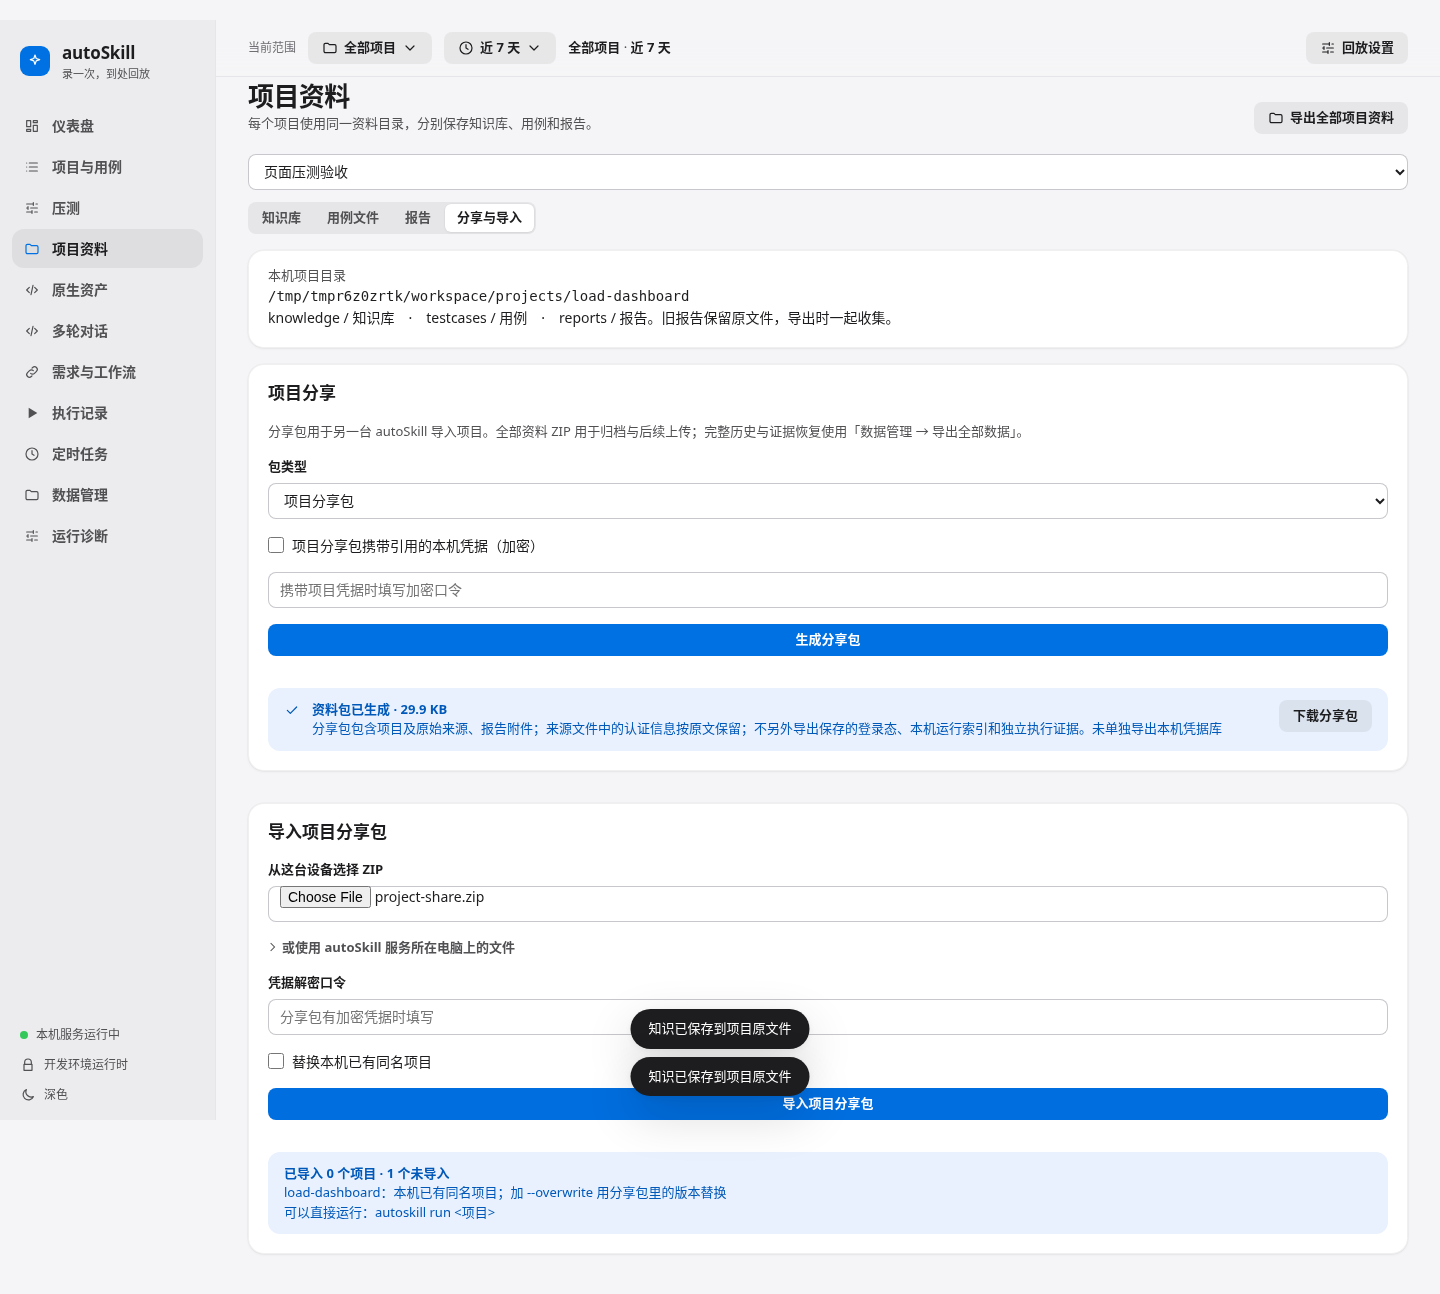 autoSkill
录一次，到处回放
仪表盘
项目与用例
压测
项目资料
原生资产
多轮对话
需求与工作流
执行记录
定时任务
数据管理
运行诊断
本机服务运行中
开发环境运行时
深色
当前范围
全部项目
近 7 天
全部项目 · 近 7 天
回放设置
项目资料
每个项目使用同一资料目录，分别保存知识库、用例和报告。
导出全部项目资料
页面压测验收
知识库 用例文件 报告 分享与导入
本机项目目录
/tmp/tmpr6z0zrtk/workspace/projects/load-dashboard
knowledge / 知识库 · testcases / 用例 · reports / 报告。旧报告保留原文件，导出时一起收集。
项目分享
分享包用于另一台 autoSkill 导入项目。全部资料 ZIP 用于归档与后续上传；完整历史与证据恢复使用「数据管理 → 导出全部数据」。
包类型
项目分享包
项目分享包携带引用的本机凭据（加密）
携带项目凭据时填写加密口令
生成分享包
资料包已生成 · 29.9 KB
分享包包含项目及原始来源、报告附件；来源文件中的认证信息按原文保留；不另外导出保存的登录态、本机运行索引和独立执行证据。未单独导出本机凭据库
下载分享包
导入项目分享包
从这台设备选择 ZIP
Choose File project-share.zip
或使用 autoSkill 服务所在电脑上的文件
凭据解密口令
分享包有加密凭据时填写
知识已保存到项目原文件
替换本机已有同名项目
知识已保存到项目原文件
导入项目分享包
已导入 0 个项目 · 1 个未导入
load-dashboard：本机已有同名项目；加 --overwrite 用分享包里的版本替换
可以直接运行：autoskill run <项目>